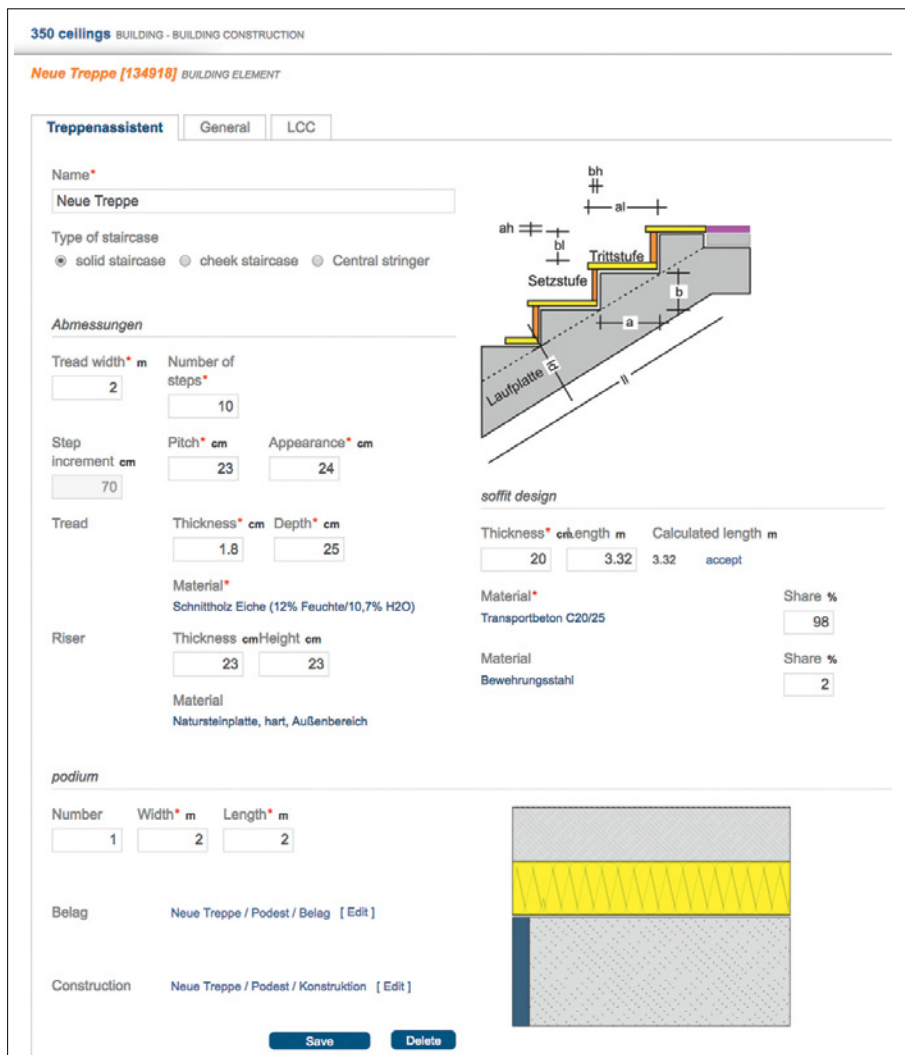 350 ceilings BUILDING - BUILDING CONSTRUCTION
Neue Treppe [134918] BUILDING ELEMENT
Treppenassistent General LCC
Name*
Neue Treppe
Type of staircase
solid staircase cheek staircase Central stringer
bh
al
ah
bl
Trittstufe
Setzstufe
b
a
ld
Laufplatte
ll
Abmessungen
Tread width* m Number of
steps*
2
10
Step
increment cm
Pitch* cm Appearance* cm
70
23 24
Tread Thickness* cm Depth* cm
1.8 25
Material*
Schnittholz Eiche (12% Feuchte/10,7% H2O)
Riser Thickness cm Height cm
23 23
Material
Natursteinplatte, hart, Außenbereich
soffit design
Thickness* cm Length m Calculated length m
20 3.32 3.32 accept
Material* Share %
Transportbeton C20/25
98
Material Share %
Bewehrungsstahl
2
podium
Number Width* m Length* m
1 2 2
Belag Neue Treppe / Podest / Belag [ Edit ]
Construction Neue Treppe / Podest / Konstruktion [ Edit ]
Save Delete